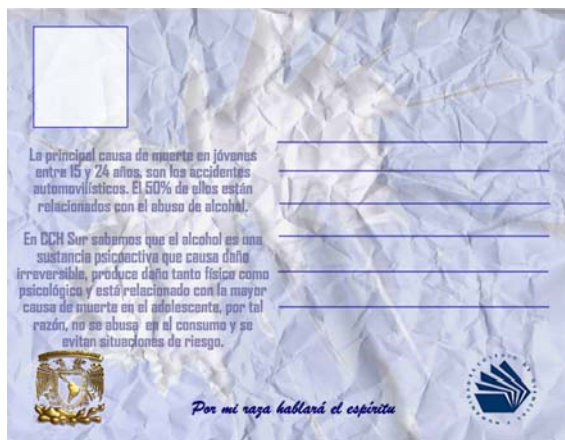 La principal causa de muerte en jóvenes
entre 15 y 24 años, son los accidentes
automovilísticos. El 50% de ellos están
relacionados con el abuso de alcohol.
En CCH Sur sabemos que el alcohol es una
sustancia psicoactiva que causa daño
irreversible, produce daño tanto físico como
psicológico y está relacionado con la mayor
causa de muerte en el adolescente, por tal
razón, no se abusa en el consumo y se
evitan situaciones de riesgo.
Por mi raza hablará el espíritu